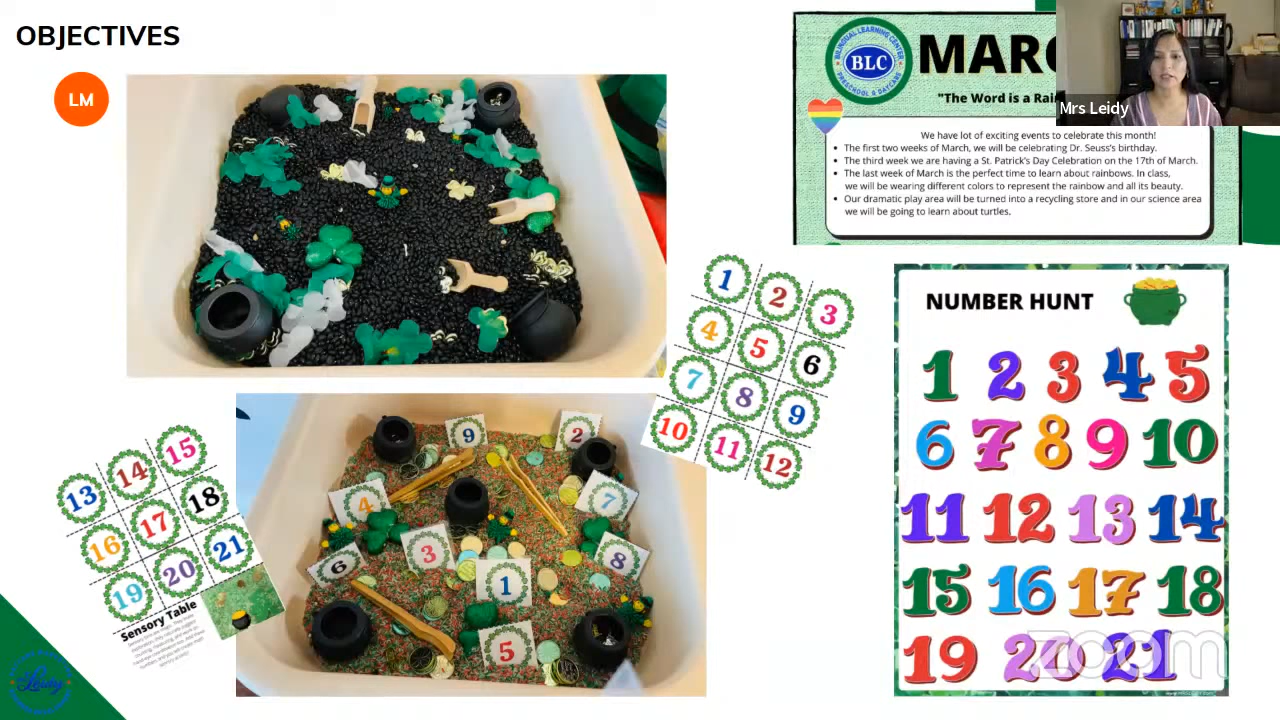 OBJECTIVES
LM
BILINGUAL LEARNING CENTER
BLC
PRESCHOOL & DAYCARE
MARC
"The Word is a Rai
Mrs Leidy
We have lot of exciting events to celebrate this month!
The first two weeks of March, we will be celebrating Dr. Seuss's birthday.
The third week we are having a St. Patrick's Day Celebration on the 17th of March.
The last week of March is the perfect time to learn about rainbows. In class,
we will be wearing different colors to represent the rainbow and all its beauty.
Our dramatic play area will be turned into a recycling store and in our science area
we will be going to learn about turtles.
1 2 3
4 5 6
7 8 9
10 11 12
NUMBER HUNT
1 2 3 4 5
6 7 8 9 10
11 12 13 14
15 16 17 18
19 20 21
zoom
13 14 15
16 17 18
19 20 21
Sensory Table
9 2
4 7
3
6 8
1
5
Leidy